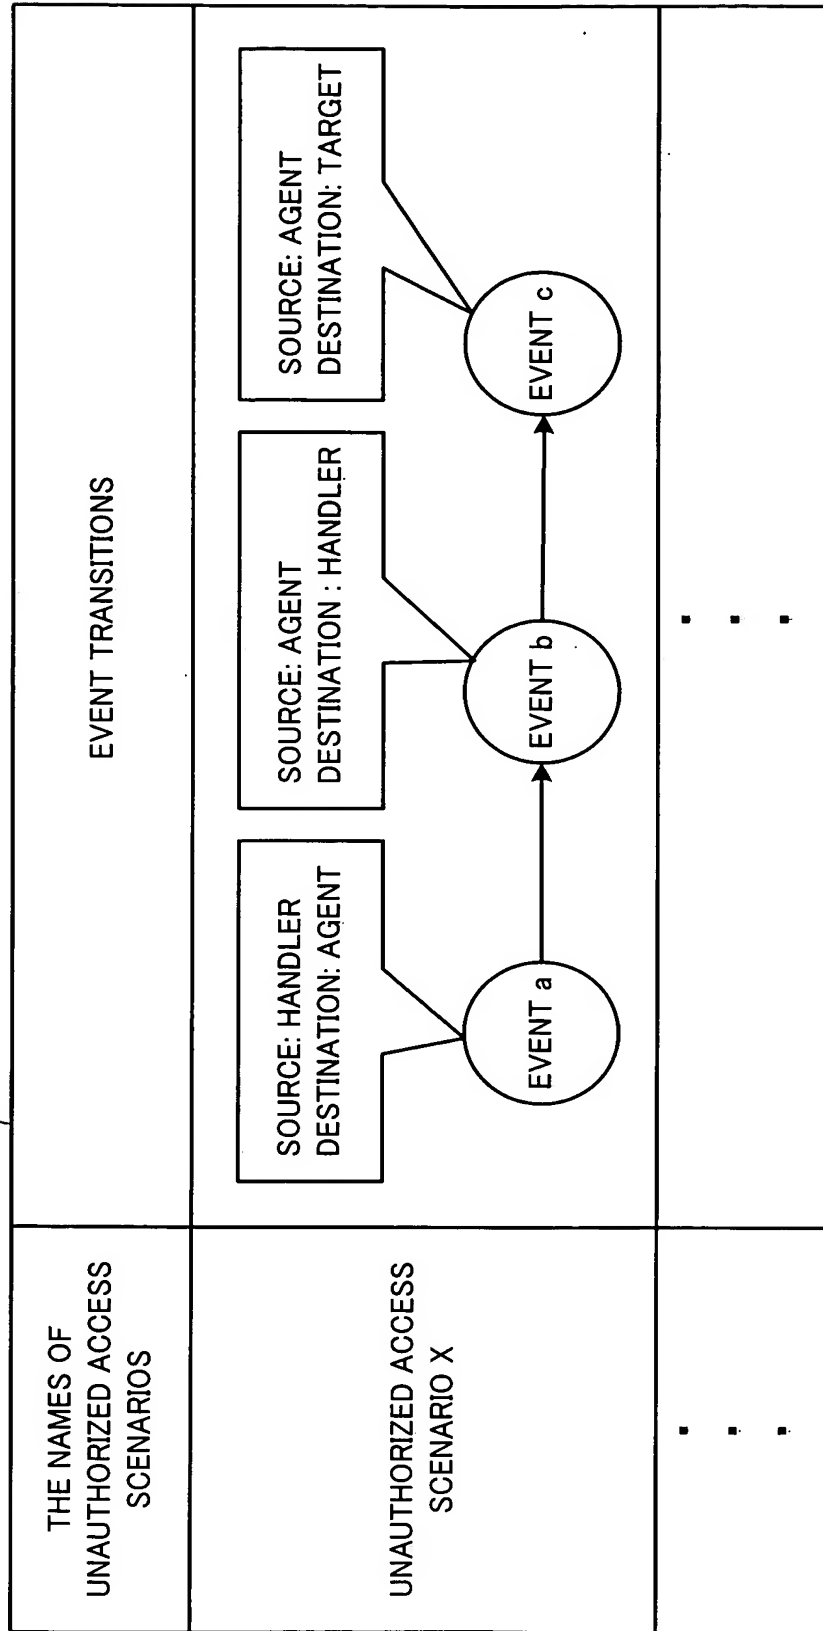 THE NAMES OF
UNAUTHORIZED ACCESS
SCENARIOS
EVENT TRANSITIONS
UNAUTHORIZED ACCESS
SCENARIO X
SOURCE: HANDLER
DESTINATION: AGENT
SOURCE: AGENT
DESTINATION : HANDLER
SOURCE: AGENT
DESTINATION: TARGET
EVENT a
EVENT b
EVENT c